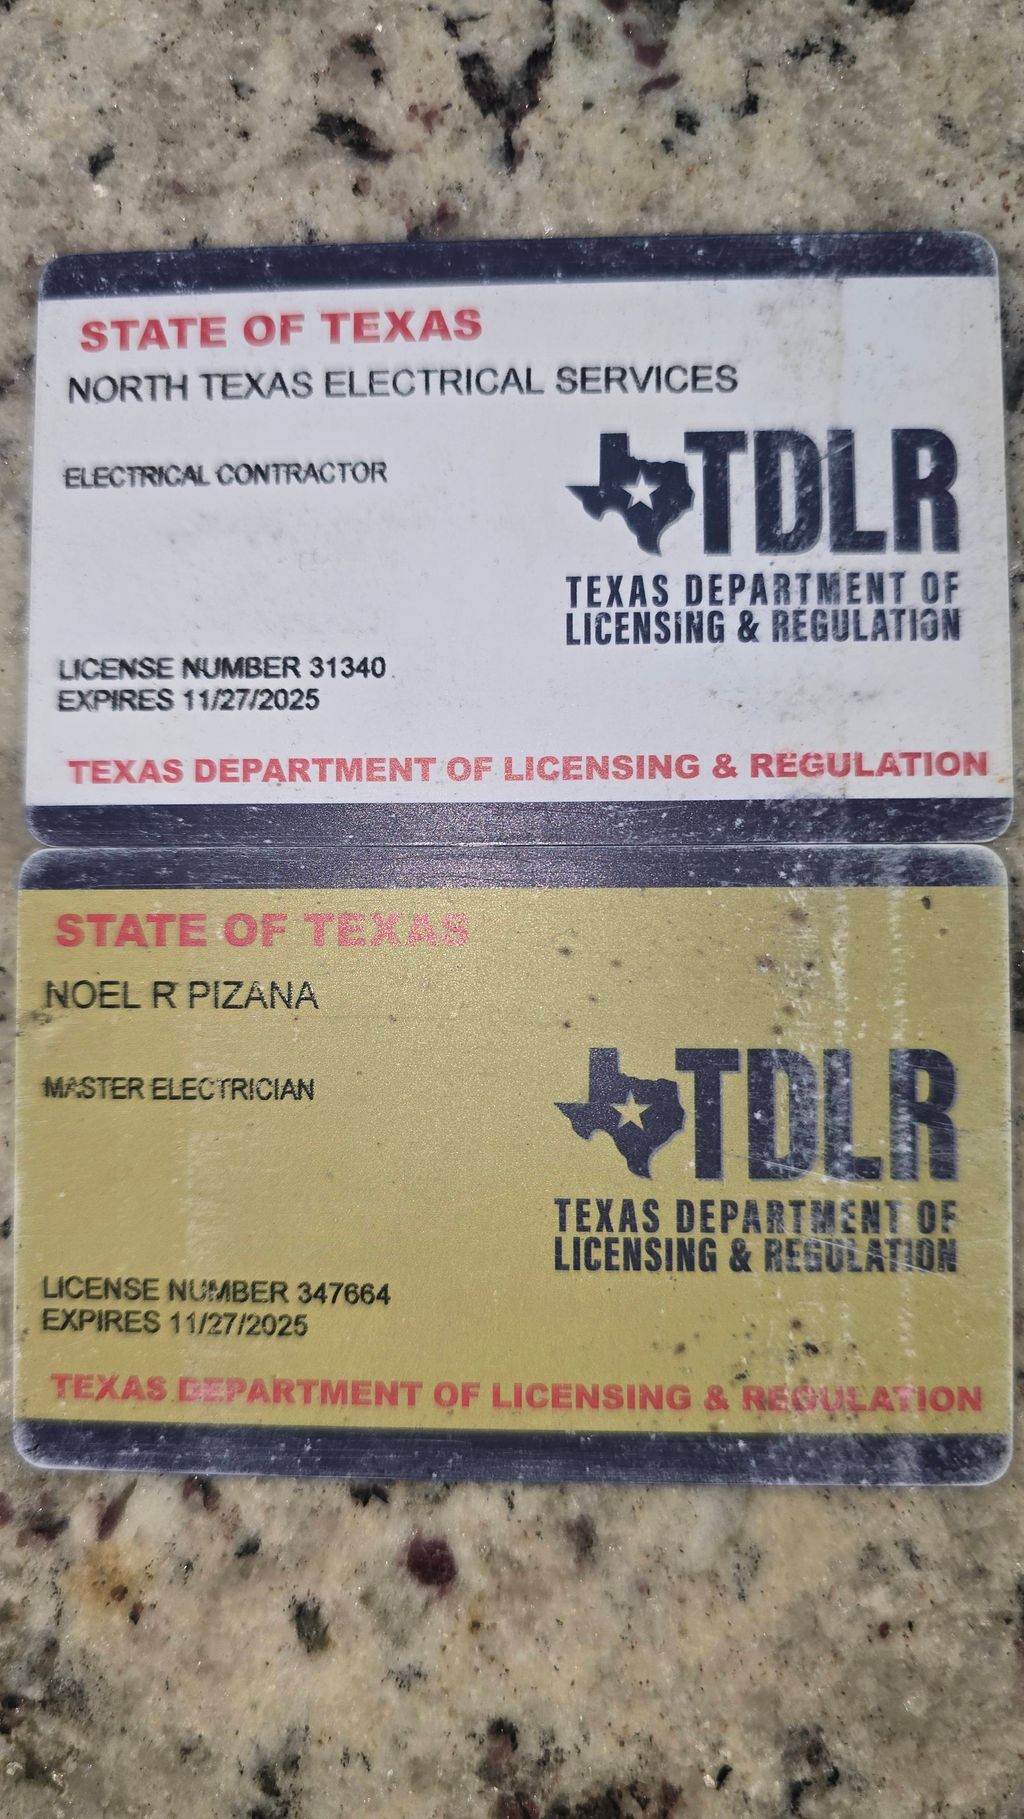 STATE OF TEXAS
NORTH TEXAS ELECTRICAL SERVICES
ELECTRICAL CONTRACTOR
TDLR
TEXAS DEPARTMENT OF
LICENSING & REGULATION
LICENSE NUMBER 31340
EXPIRES 11/27/2025
TEXAS DEPARTMENT OF LICENSING & REGULATION
STATE OF TEXAS
NOEL R PIZANA
MASTER ELECTRICIAN
TDLR
TEXAS DEPARTMENT OF
LICENSING & REGULATION
LICENSE NUMBER 347664
EXPIRES 11/27/2025
TEXAS DEPARTMENT OF LICENSING & REGULATION